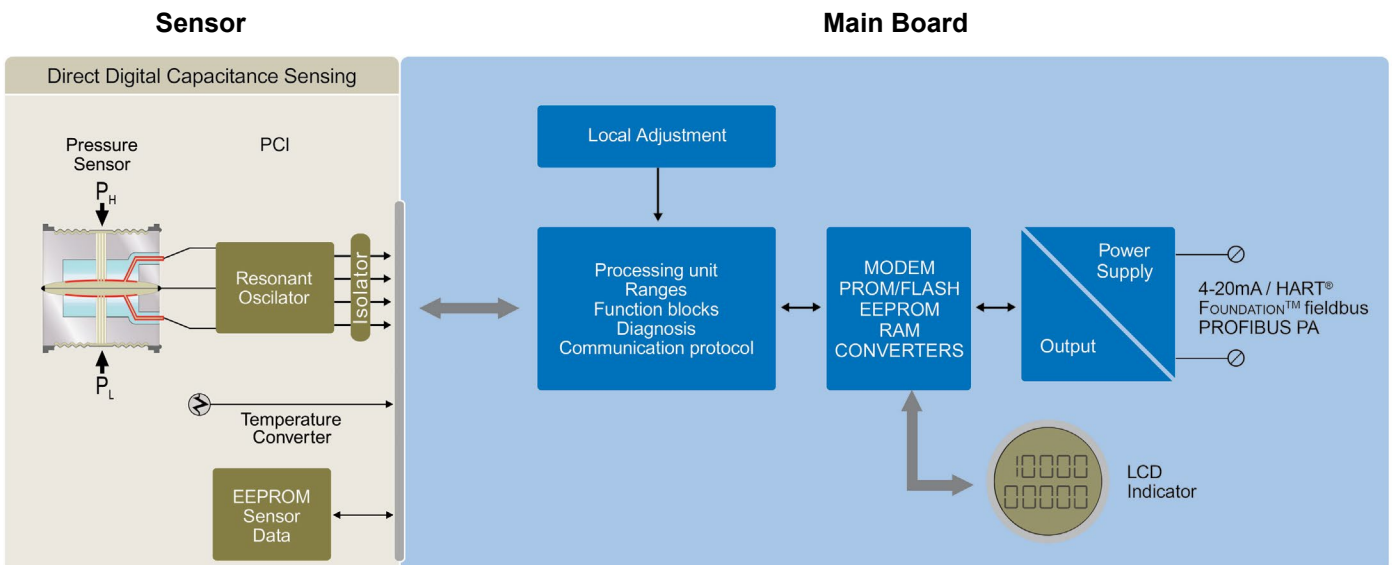 Sensor
Main Board
Direct Digital Capacitance Sensing
Pressure
Sensor
PCI
P_H
Resonant
Oscilator
Isolator
P_L
Temperature
Converter
EEPROM
Sensor
Data
Local Adjustment
Processing unit
Ranges
Function blocks
Diagnosis
Communication protocol
MODEM
PROM/FLASH
EEPROM
RAM
CONVERTERS
Power
Supply
Output
4-20mA / HART®
FOUNDATION™ fieldbus
PROFIBUS PA
10000
00000
LCD
Indicator